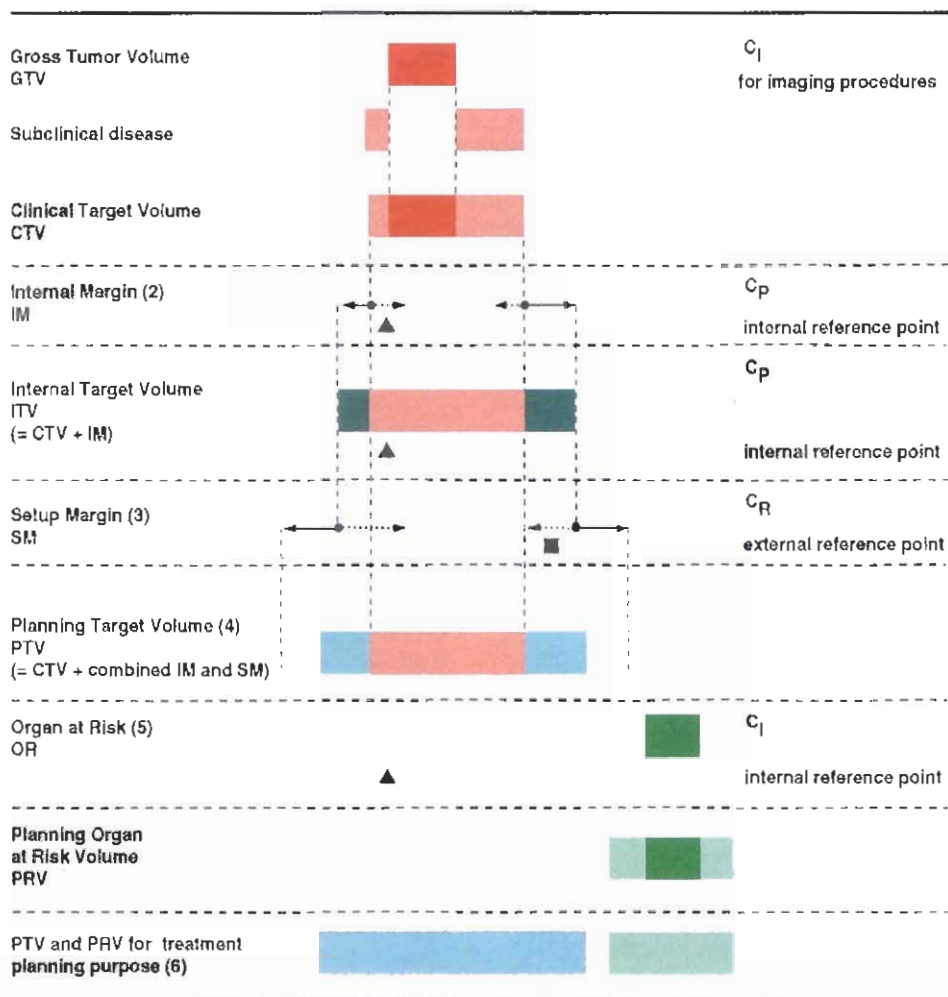 Gross Tumor Volume
GTV
C_I
for imaging procedures
Subclinical disease
Clinical Target Volume
CTV
Internal Margin (2)
IM
C_P
internal reference point
Internal Target Volume
ITV
(= CTV + IM)
C_P
internal reference point
Setup Margin (3)
SM
C_R
external reference point
Planning Target Volume (4)
PTV
(= CTV + combined IM and SM)
Organ at Risk (5)
OR
C_I
internal reference point
Planning Organ
at Risk Volume
PRV
PTV and PRV for treatment
planning purpose (6)